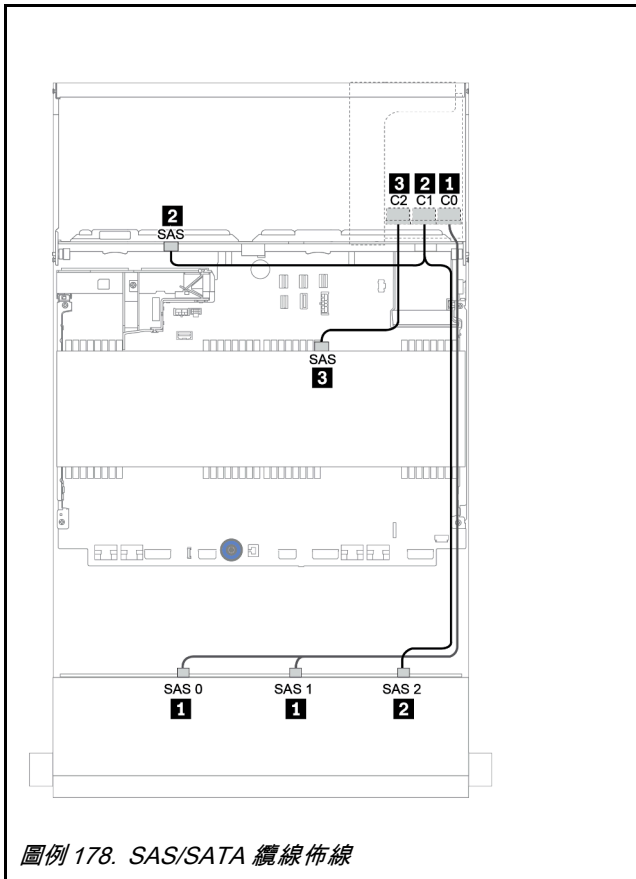 3 2 1
C2 C1 C0
2
SAS
SAS
3
SAS 0 SAS 1 SAS 2
1 1 2
圖例 178. SAS/SATA 纜線佈線